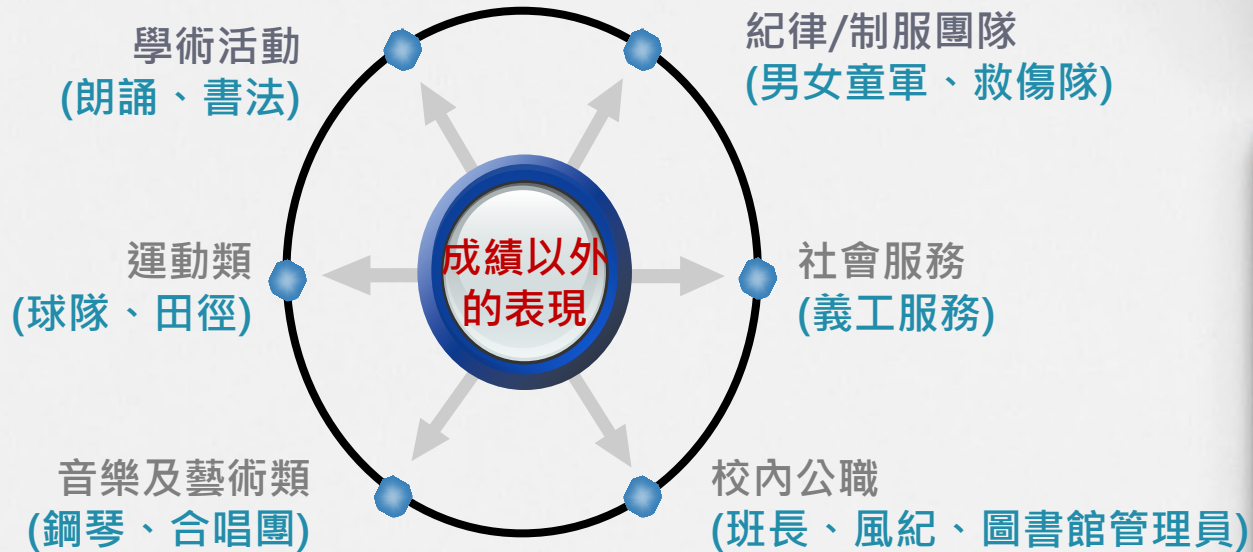 學術活動
(朗誦、書法)
紀律/制服團隊
(男女童軍、救傷隊)
運動類
(球隊、田徑)
成績以外
的表現
社會服務
(義工服務)
音樂及藝術類
(鋼琴、合唱團)
校內公職
(班長、風紀、圖書館管理員)